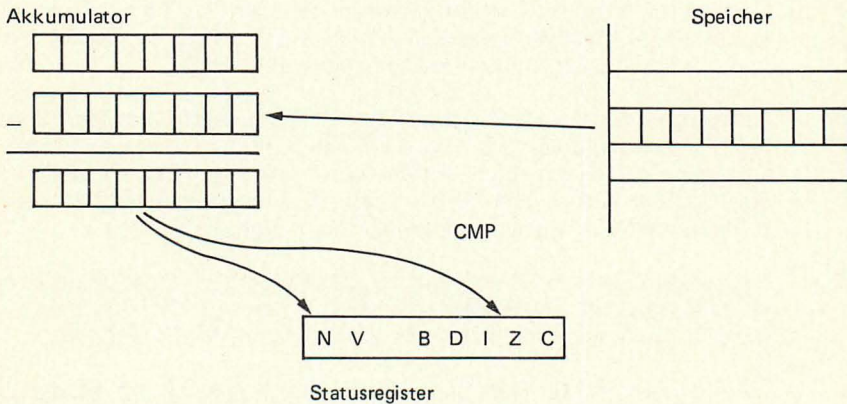 Akkumulator
Speicher
–
CMP
N V B D I Z C
Statusregister